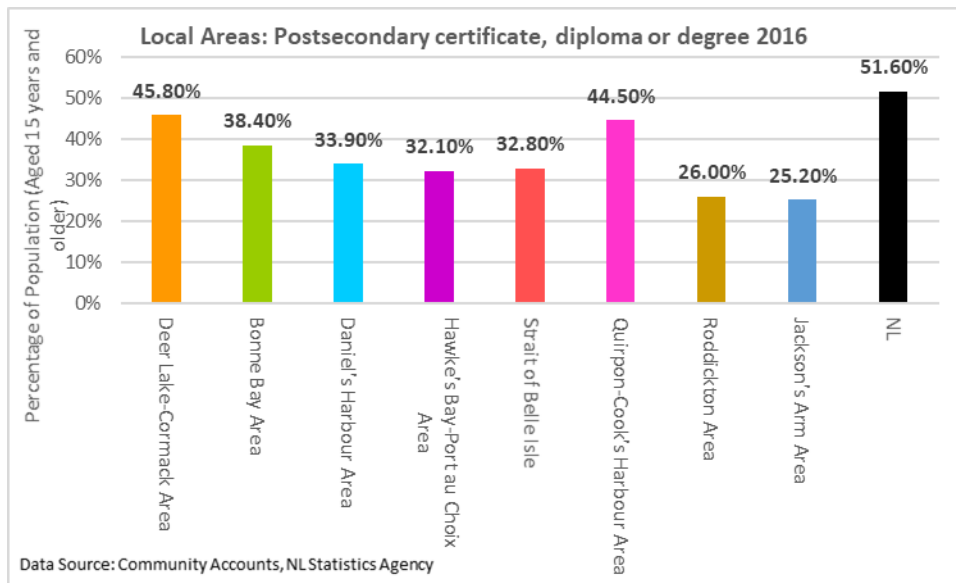 Local Areas: Postsecondary certificate, diploma or degree 2016
Percentage of Population (Aged 15 years and
older)
60%
50%
40%
30%
20%
10%
0%
45.80%
38.40%
33.90%
32.10%
32.80%
44.50%
26.00%
25.20%
51.60%
Deer Lake-Cormack Area
Bonne Bay Area
Daniel's Harbour Area
Hawke's Bay-Port au Choix
Area
Strait of Belle Isle
Quirpon-Cook's Harbour Area
Roddickton Area
Jackson's Arm Area
NL
Data Source: Community Accounts, NL Statistics Agency